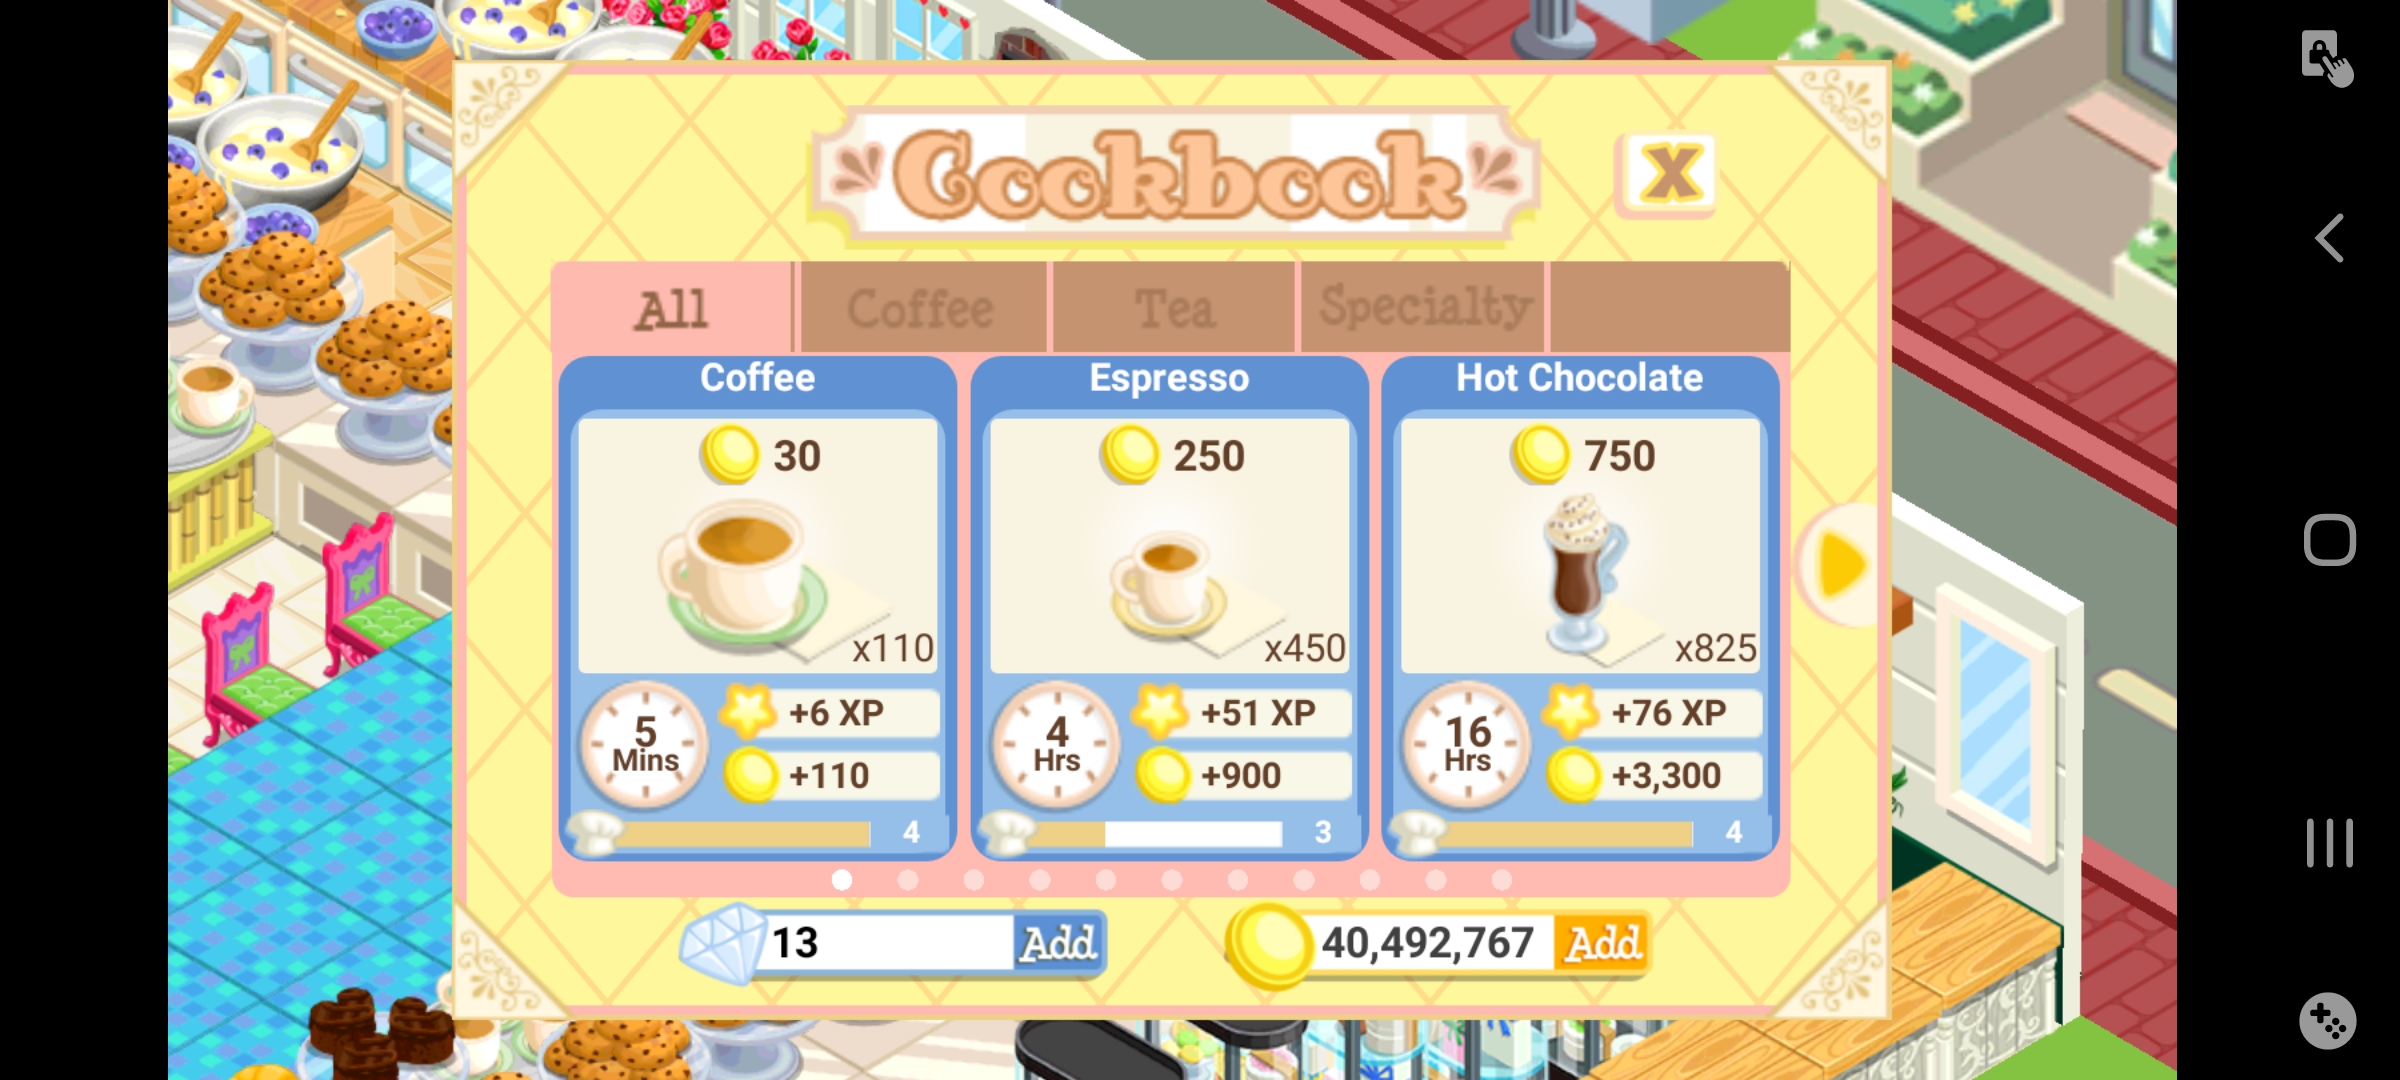 Cookbook
X
All
Coffee
Tea
Specialty
Coffee
30
x110
5
Mins
+6 XP
+110
4
Espresso
250
x450
4
Hrs
+51 XP
+900
3
Hot Chocolate
750
x825
16
Hrs
+76 XP
+3,300
4
13
Add
40,492,767
Add